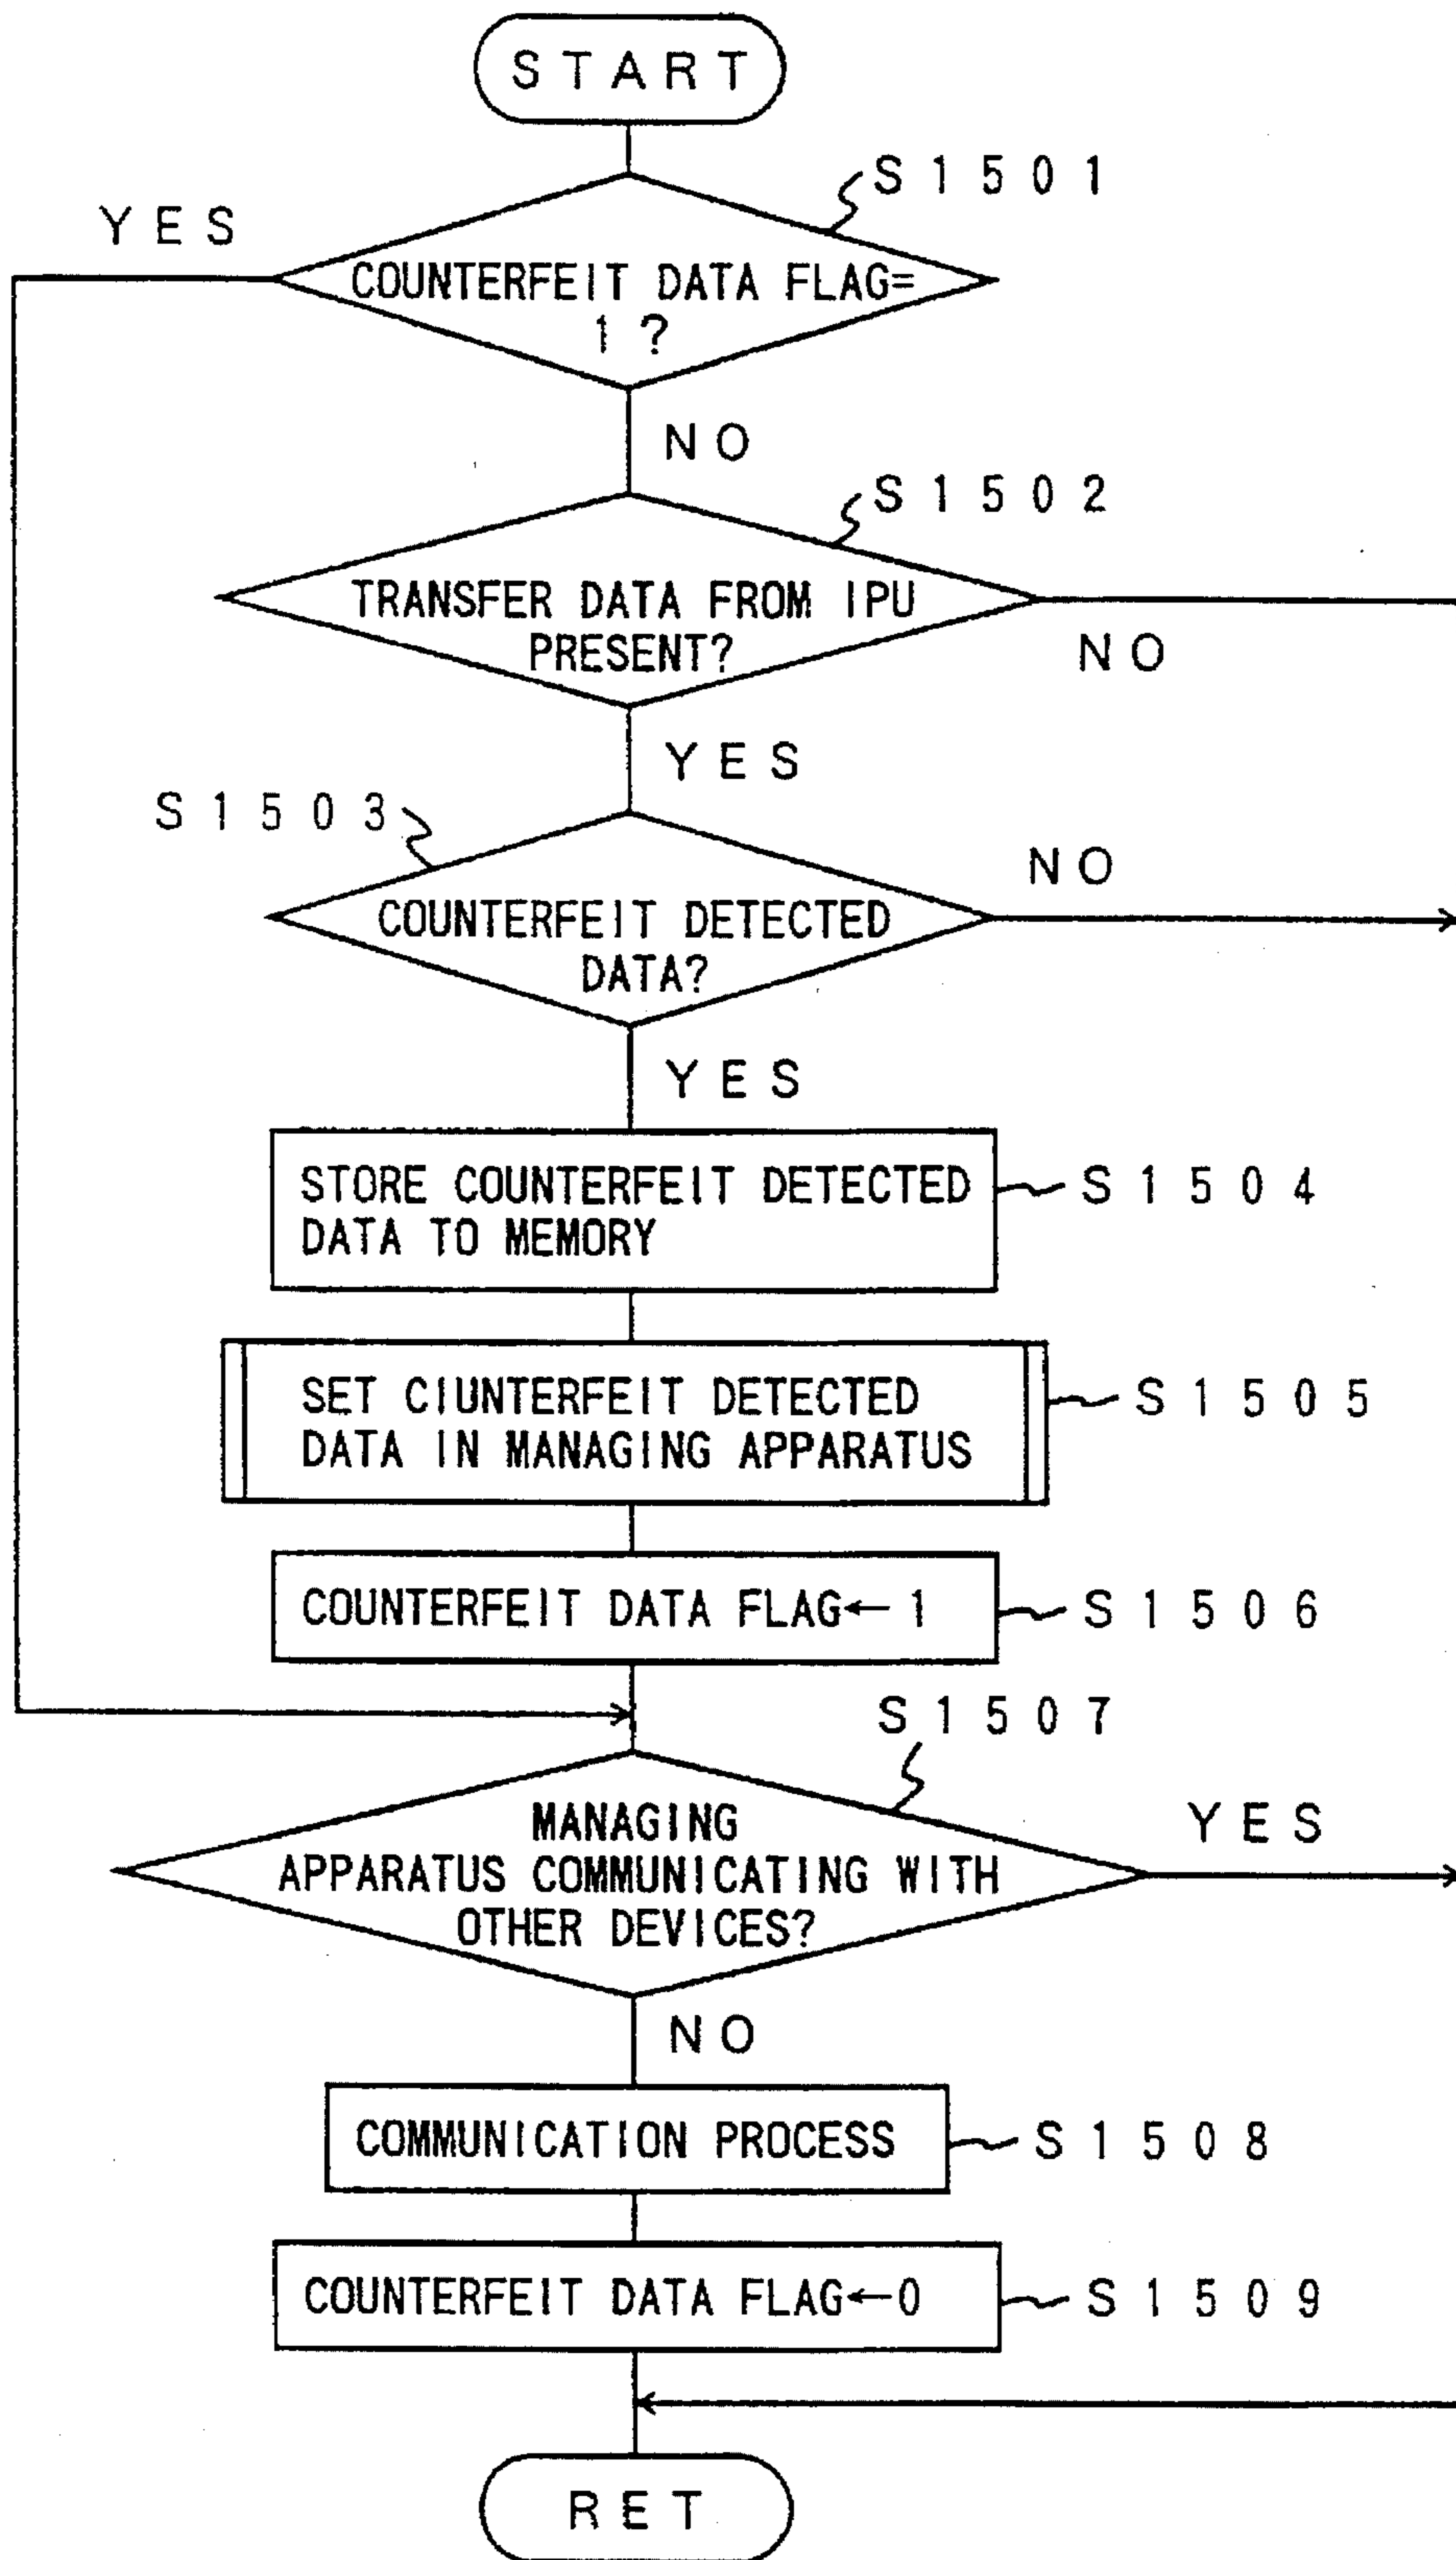 START
S1501
YES
COUNTERFEIT DATA FLAG=
1 ?
NO
S1502
TRANSFER DATA FROM IPU
PRESENT?
NO
YES
S1503
NO
COUNTERFEIT DETECTED
DATA?
YES
STORE COUNTERFEIT DETECTED
DATA TO MEMORY
S1504
SET CIUNTERFEIT DETECTED
DATA IN MANAGING APPARATUS
S1505
COUNTERFEIT DATA FLAG←1
S1506
S1507
MANAGING
APPARATUS COMMUNICATING WITH
OTHER DEVICES?
YES
NO
COMMUNICATION PROCESS
S1508
COUNTERFEIT DATA FLAG←0
S1509
RET